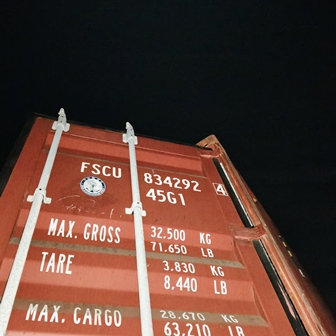 FSCU 834292 4
45G1
MAX. GROSS 32.500 KG
71.650 LB
TARE 3.830 KG
8,440 LB
MAX. CARGO 28.670 KG
63,210 LB